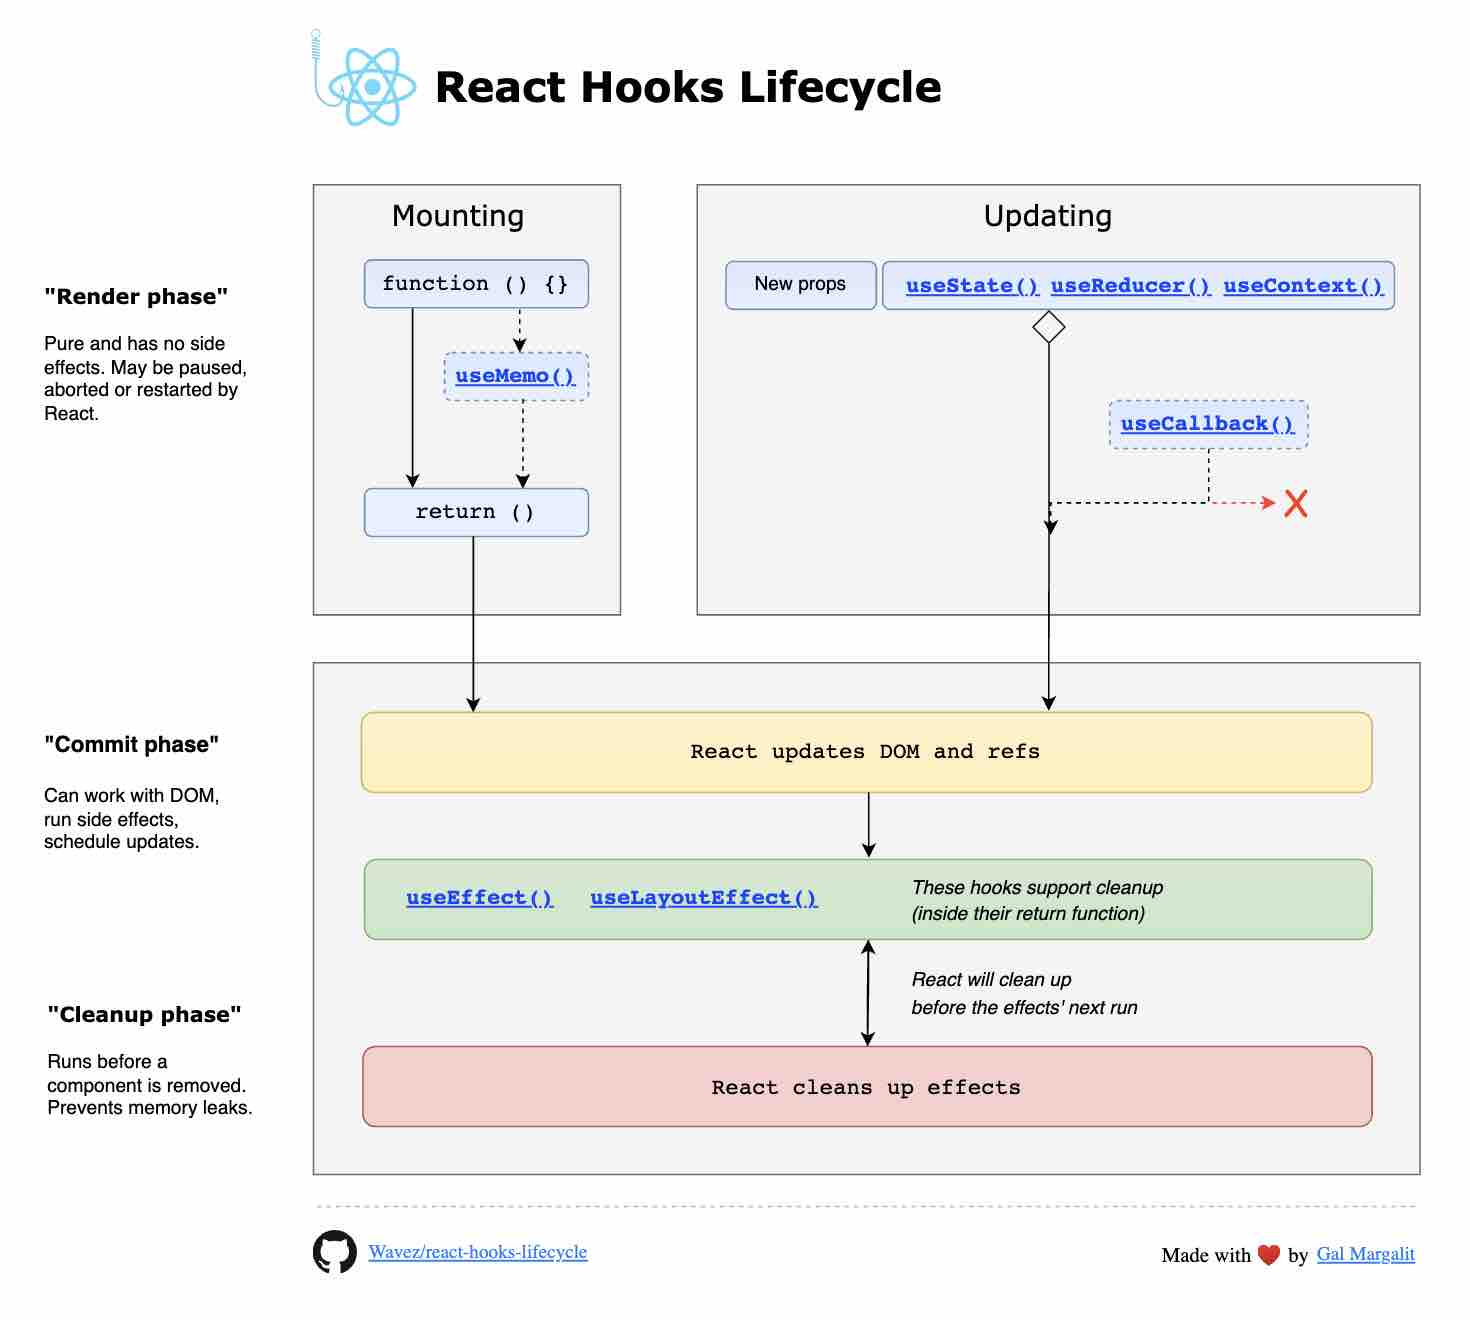 React Hooks Lifecycle
Mounting
function () {}
useMemo()
return ()
Updating
New props
useState() useReducer() useContext()
useCallback()
X
"Render phase"
Pure and has no side
effects. May be paused,
aborted or restarted by
React.
"Commit phase"
Can work with DOM,
run side effects,
schedule updates.
React updates DOM and refs
useEffect() useLayoutEffect()
These hooks support cleanup
(inside their return function)
React will clean up
before the effects' next run
"Cleanup phase"
Runs before a
component is removed.
Prevents memory leaks.
React cleans up effects
Wavez/react-hooks-lifecycle
Made with ❤️ by Gal Margalit